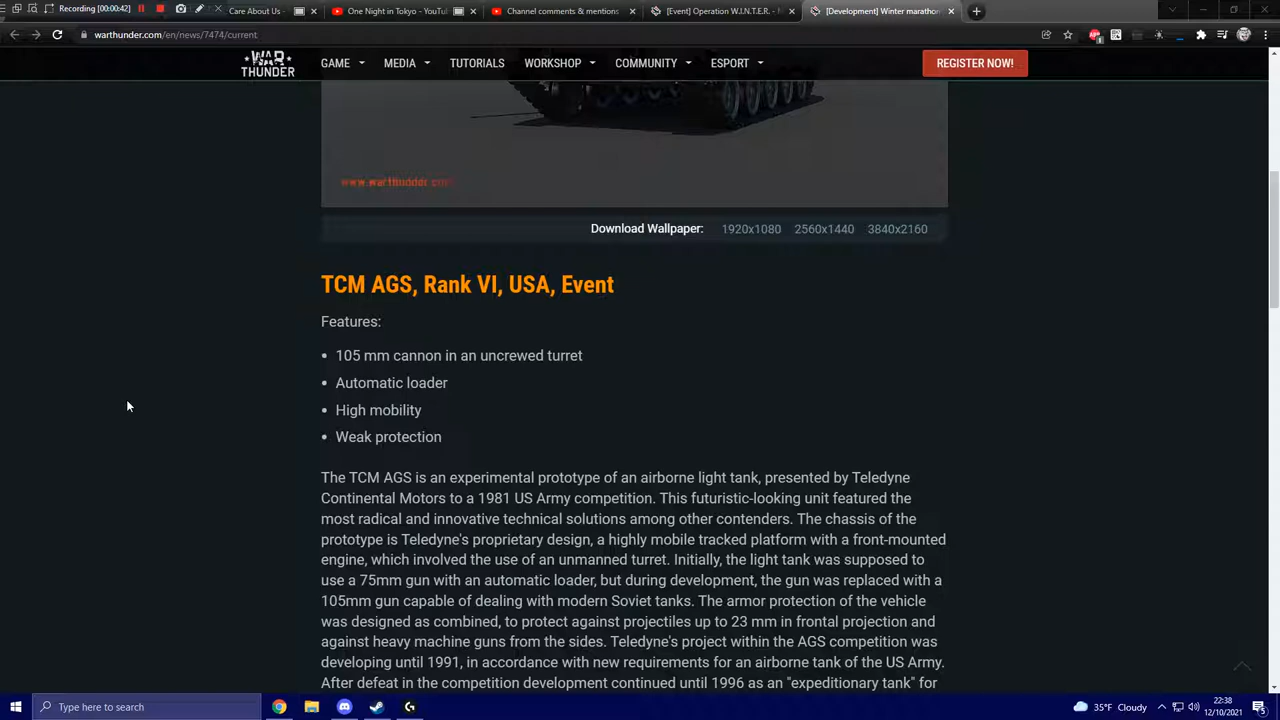 Recording [00:00:42]
Care About Us -
One Night in Tokyo - YouTu
Channel comments & mentions
[Event] Operation W.I.N.T.E.R. - M
[Development] Winter marathon
warthunder.com/en/news/7474/current
WAR THUNDER
GAME
MEDIA
TUTORIALS
WORKSHOP
COMMUNITY
ESPORT
REGISTER NOW!
www.warthunder.com
Download Wallpaper: 1920x1080 2560x1440 3840x2160
TCM AGS, Rank VI, USA, Event
Features:
• 105 mm cannon in an uncrewed turret
• Automatic loader
• High mobility
• Weak protection
The TCM AGS is an experimental prototype of an airborne light tank, presented by Teledyne
Continental Motors to a 1981 US Army competition. This futuristic-looking unit featured the
most radical and innovative technical solutions among other contenders. The chassis of the
prototype is Teledyne's proprietary design, a highly mobile tracked platform with a front-mounted
engine, which involved the use of an unmanned turret. Initially, the light tank was supposed to
use a 75mm gun with an automatic loader, but during development, the gun was replaced with a
105mm gun capable of dealing with modern Soviet tanks. The armor protection of the vehicle
was designed as combined, to protect against projectiles up to 23 mm in frontal projection and
against heavy machine guns from the sides. Teledyne's project within the AGS competition was
developing until 1991, in accordance with new requirements for an airborne tank of the US Army.
After defeat in the competition development continued until 1996 as an "expeditionary tank" for
Type here to search
35°F Cloudy
22:38
12/10/2021
5